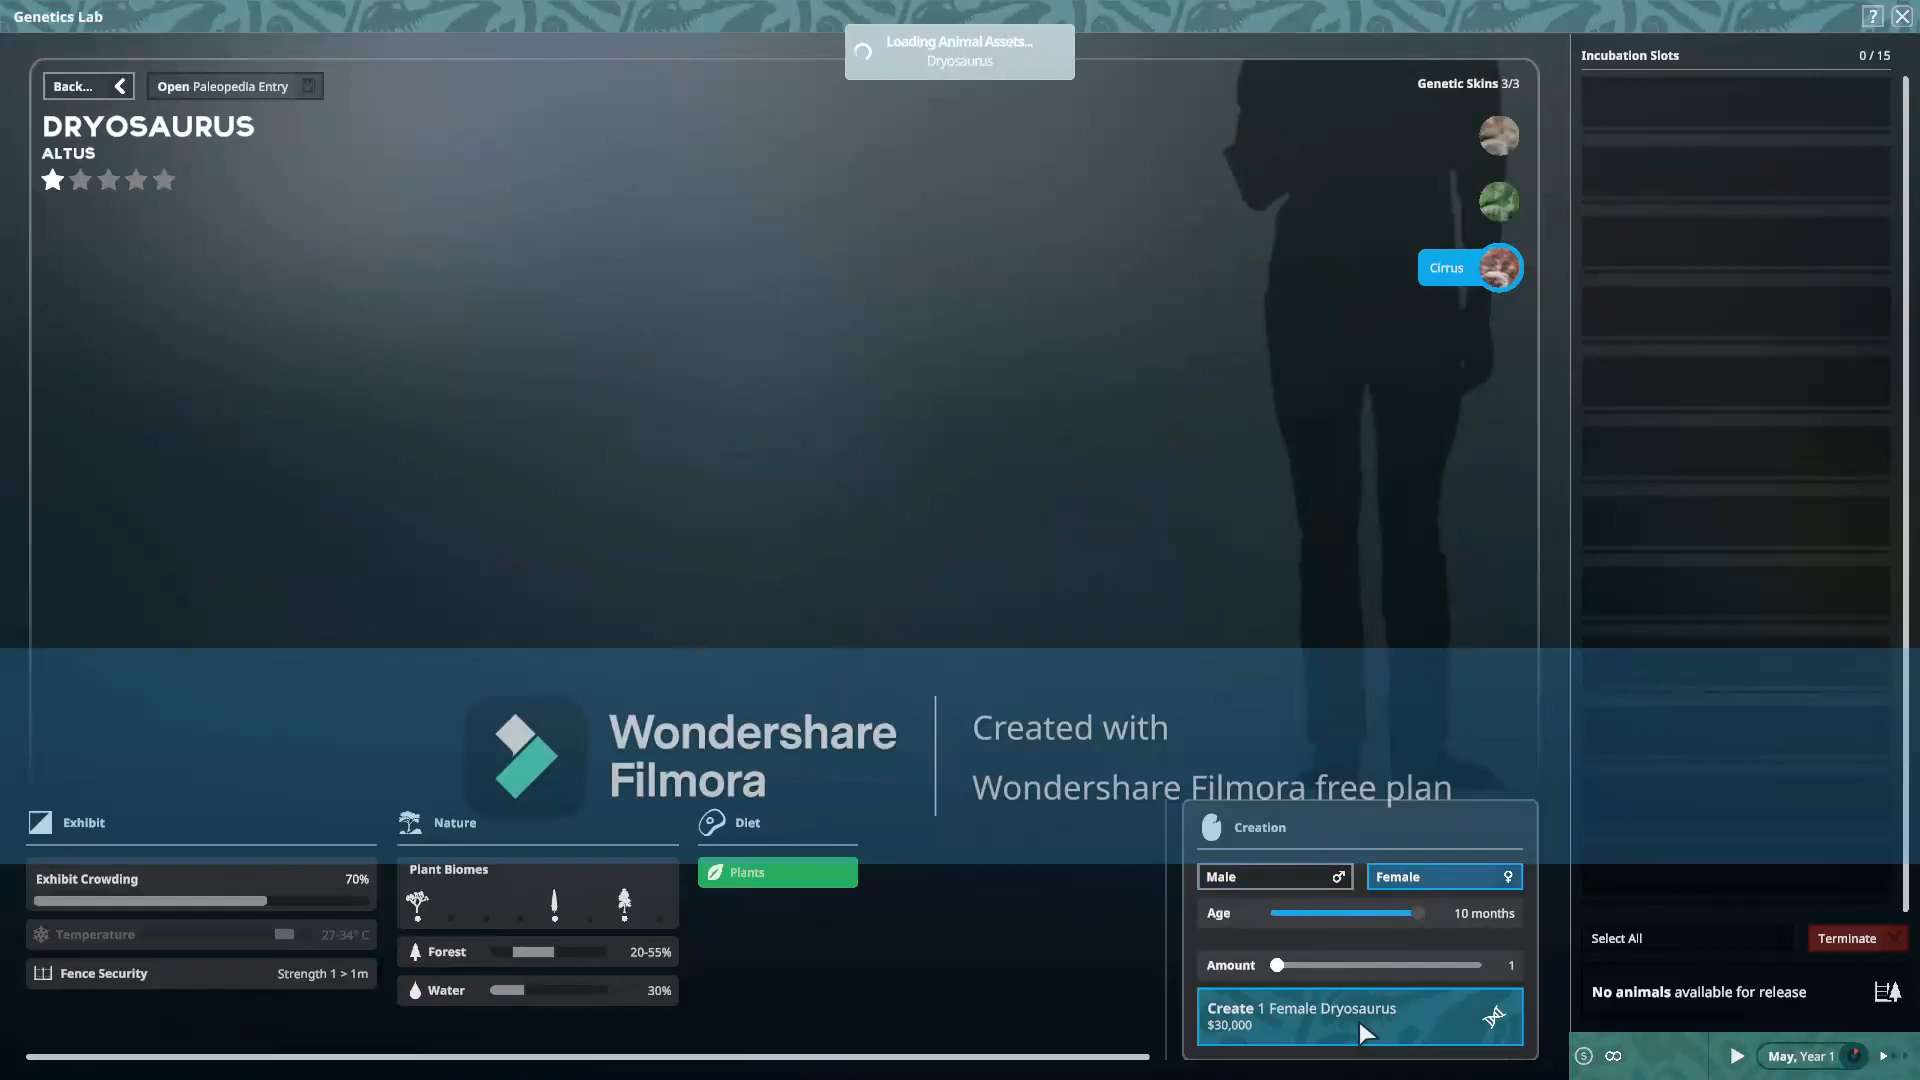 Genetics Lab
?
Loading Animal Assets...
Dryosaurus
Incubation Slots 0 / 15
Back...
Open Paleopedia Entry
Genetic Skins 3/3
DRYOSAURUS
ALTUS
Cirrus
Wondershare
Filmora
Created with
Wondershare Filmora free plan
Exhibit
Nature
Diet
Creation
Exhibit Crowding 70%
Plant Biomes
Plants
Male
Female
Age 10 months
Temperature 27-34° C
Forest 20-55%
Select All
Terminate
Fence Security Strength 1 > 1m
Amount 1
Water 30%
No animals available for release
Create 1 Female Dryosaurus
$30,000
S
May, Year 1